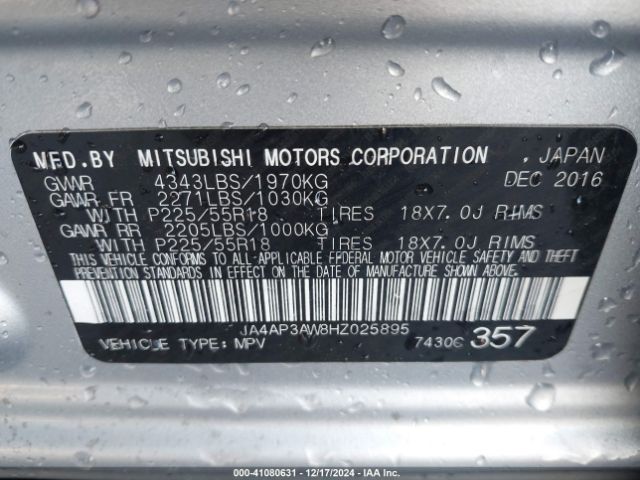 MFD.BY MITSUBISHI MOTORS CORPORATION , JAPAN
GVWR 4343LBS/1970KG DEC 2016
GAWR FR 2271LBS/1030KG
WITH P225/55R18 TIRES 18X7.0J RIMS
GAWR RR 2205LBS/1000KG
WITH P225/55R18 TIRES 18X7.0J RIMS
THIS VEHICLE CONFORMS TO ALL-APPLICABLE FEDERAL MOTOR VEHICLE SAFETY AND THEFT
PREVENTION STANDARDS IN EFFECT ON THE DATE OF MANUFACTURE SHOWN ABOVE.
JA4AP3AW8HZ025895
VEHICLE TYPE: MPV 7430C 357
0-41080631 - 12/17/2024 - IAA Inc.